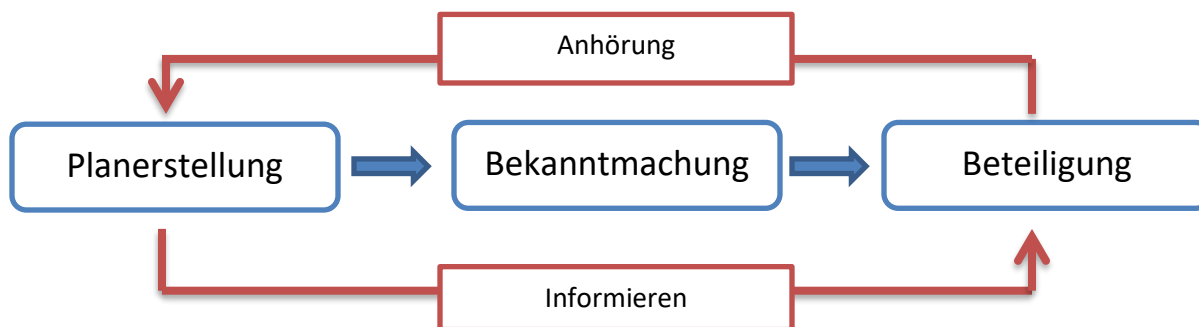 Anhörung
Planerstellung
Bekanntmachung
Beteiligung
Informieren